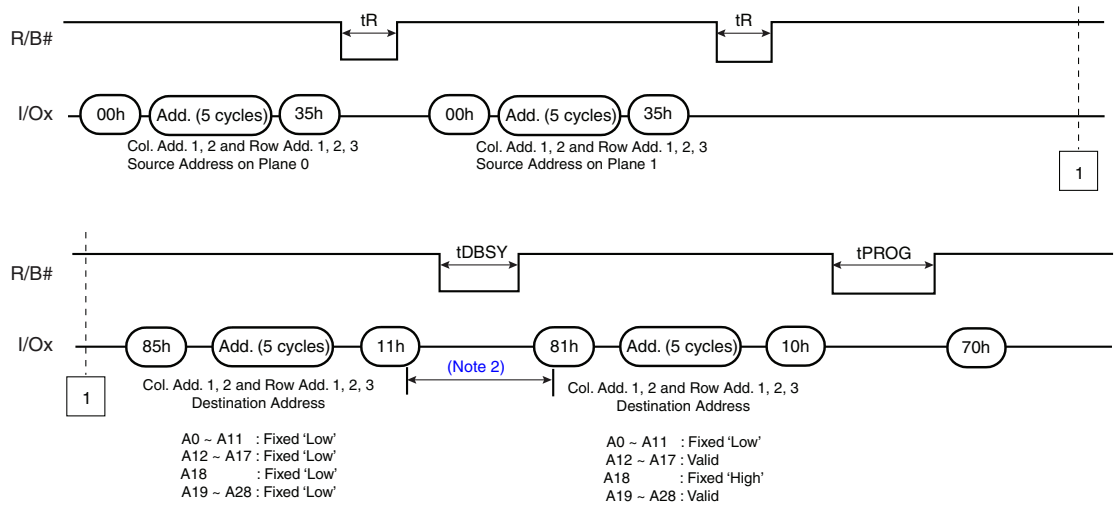 tR tR
R/B#
I/Ox 00h Add. (5 cycles) 35h 00h Add. (5 cycles) 35h
Col. Add. 1, 2 and Row Add. 1, 2, 3
Source Address on Plane 0
Col. Add. 1, 2 and Row Add. 1, 2, 3
Source Address on Plane 1
1
tDBSY tPROG
R/B#
I/Ox 85h Add. (5 cycles) 11h (Note 2) 81h Add. (5 cycles) 10h 70h
1
Col. Add. 1, 2 and Row Add. 1, 2, 3
Destination Address
A0 ~ A11 : Fixed ‘Low’
A12 ~ A17 : Fixed ‘Low’
A18 : Fixed ‘Low’
A19 ~ A28 : Fixed ‘Low’
Col. Add. 1, 2 and Row Add. 1, 2, 3
Destination Address
A0 ~ A11 : Fixed ‘Low’
A12 ~ A17 : Valid
A18 : Fixed ‘High’
A19 ~ A28 : Valid